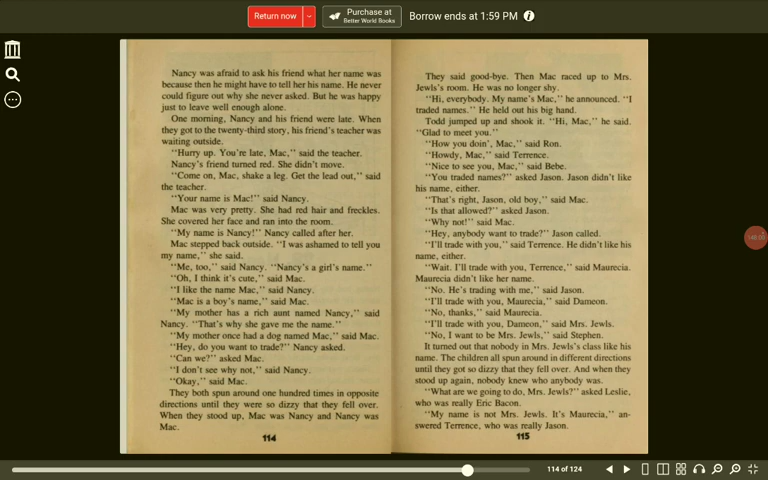 Return now
Purchase at
Better World Books
Borrow ends at 1:59 PM
Nancy was afraid to ask his friend what her name was
because then he might have to tell her his name. He never
could figure out why she never asked. But he was happy
just to leave well enough alone.
One morning, Nancy and his friend were late. When
they got to the twenty-third story, his friend's teacher was
waiting outside.
"Hurry up. You're late, Mac," said the teacher.
Nancy's friend turned red. She didn't move.
"Come on, Mac, shake a leg. Get the lead out," said
the teacher.
"Your name is Mac!" said Nancy.
Mac was very pretty. She had red hair and freckles.
She covered her face and ran into the room.
"My name is Nancy!" Nancy called after her.
Mac stepped back outside. "I was ashamed to tell you
my name," she said.
"Me, too," said Nancy. "Nancy's a girl's name."
"Oh, I think it's cute," said Mac.
"I like the name Mac," said Nancy.
"Mac is a boy's name," said Mac.
"My mother has a rich aunt named Nancy," said
Nancy. "That's why she gave me the name."
"My mother once had a dog named Mac," said Mac.
"Hey, do you want to trade?" Nancy asked.
"Can we?" asked Mac.
"I don't see why not," said Nancy.
"Okay," said Mac.
They both spun around one hundred times in opposite
directions until they were so dizzy that they fell over.
When they stood up, Mac was Nancy and Nancy was
Mac.
114
They said good-bye. Then Mac raced up to Mrs.
Jewls's room. He was no longer shy.
"Hi, everybody. My name's Mac," he announced. "I
traded names." He held out his big hand.
Todd jumped up and shook it. "Hi, Mac," he said.
"Glad to meet you."
"How you doin', Mac," said Ron.
"Howdy, Mac," said Terrence.
"Nice to see you, Mac," said Bebe.
"You traded names?" asked Jason. Jason didn't like
his name, either.
"That's right, Jason, old boy," said Mac.
"Is that allowed?" asked Jason.
"Why not!" said Mac.
"Hey, anybody want to trade?" Jason called.
"I'll trade with you," said Terrence. He didn't like his
name, either.
"Wait. I'll trade with you, Terrence," said Maurecia.
Maurecia didn't like her name.
"No. He's trading with me," said Jason.
"I'll trade with you, Maurecia," said Dameon.
"No, thanks," said Maurecia.
"I'll trade with you, Dameon," said Mrs. Jewls.
"No, I want to be Mrs. Jewls," said Stephen.
It turned out that nobody in Mrs. Jewls's class like his
name. The children all spun around in different directions
until they got so dizzy that they fell over. And when they
stood up again, nobody knew who anybody was.
"What are we going to do, Mrs. Jewls?" asked Leslie,
who was really Eric Bacon.
"My name is not Mrs. Jewls. It's Maurecia," an-
swered Terrence, who was really Jason.
115
114 of 124